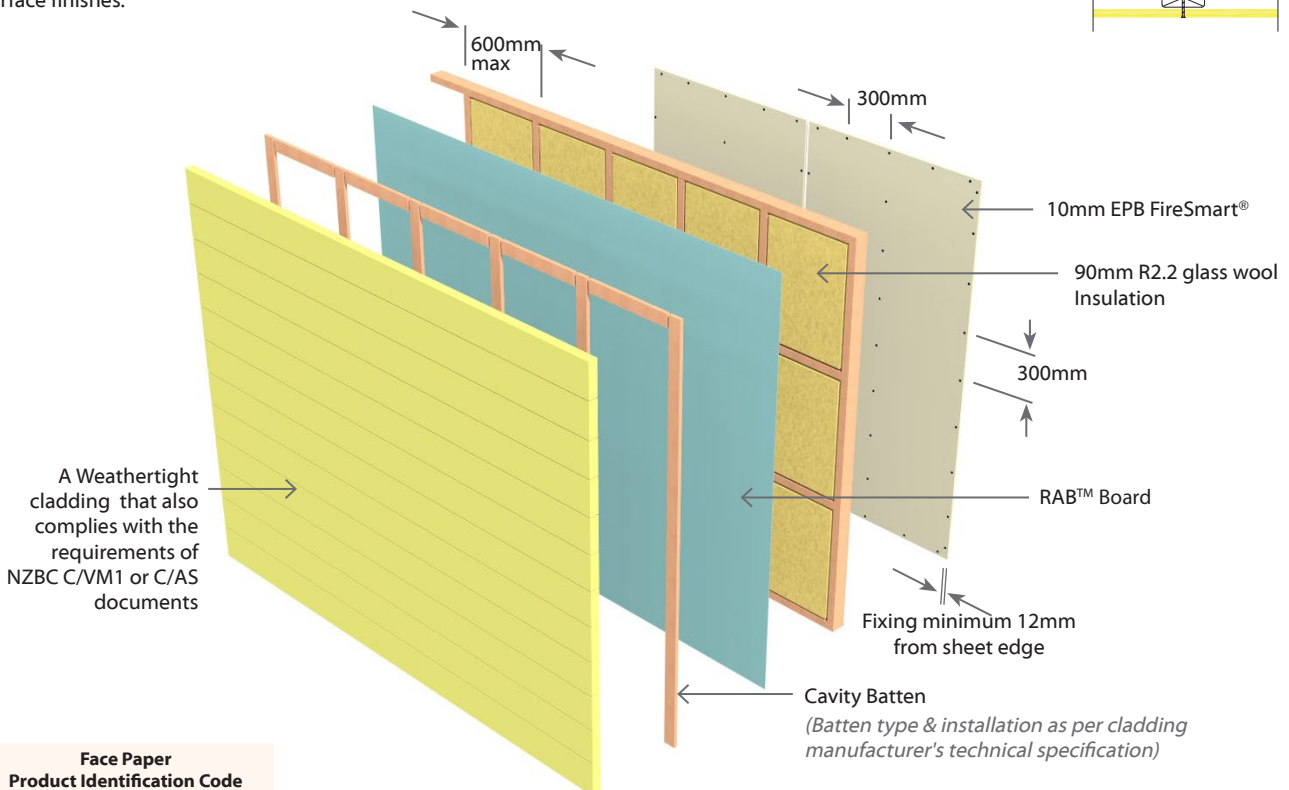 finishes.
600mm
max
300mm
10mm EPB FireSmart®
90mm R2.2 glass wool
Insulation
300mm
A Weathertight
cladding that also
complies with the
requirements of
NZBC C/VM1 or C/AS
documents
RAB™ Board
Fixing minimum 12mm
from sheet edge
Cavity Batten
(Batten type & installation as per cladding
manufacturer's technical specification)
Face Paper
Product Identification Code